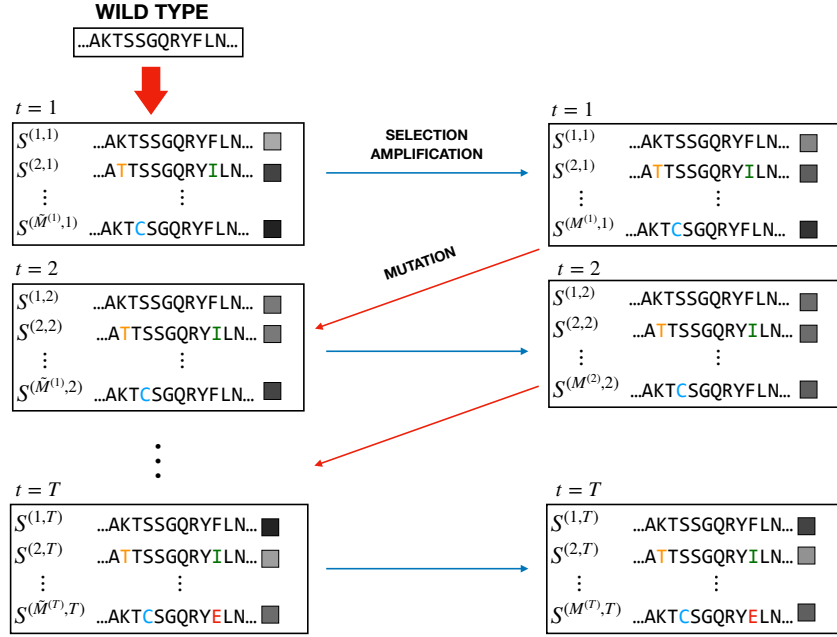 WILD TYPE
...AKTSSGQRYFLN...
t = 1
S^(1,1) ...AKTSSGQRYFLN...
S^(2,1) ...ATTSSGQRYILN...
⋮ ⋮
S^(M̃^(1),1) ...AKTCSGQRYFLN...
SELECTION
AMPLIFICATION
t = 1
S^(1,1) ...AKTSSGQRYFLN...
S^(2,1) ...ATTSSGQRYILN...
⋮ ⋮
S^(M^(1),1) ...AKTCSGQRYFLN...
MUTATION
t = 2
S^(1,2) ...AKTSSGQRYFLN...
S^(2,2) ...ATTSSGQRYILN...
⋮ ⋮
S^(M̃^(1),2) ...AKTCSGQRYFLN...
t = 2
S^(1,2) ...AKTSSGQRYFLN...
S^(2,2) ...ATTSSGQRYILN...
⋮ ⋮
S^(M^(2),2) ...AKTCSGQRYFLN...
⋮
t = T
S^(1,T) ...AKTSSGQRYFLN...
S^(2,T) ...ATTSSGQRYILN...
⋮ ⋮
S^(M̃^(T),T) ...AKTCSGQRYELN...
t = T
S^(1,T) ...AKTSSGQRYFLN...
S^(2,T) ...ATTSSGQRYILN...
⋮ ⋮
S^(M^(T),T) ...AKTCSGQRYELN...